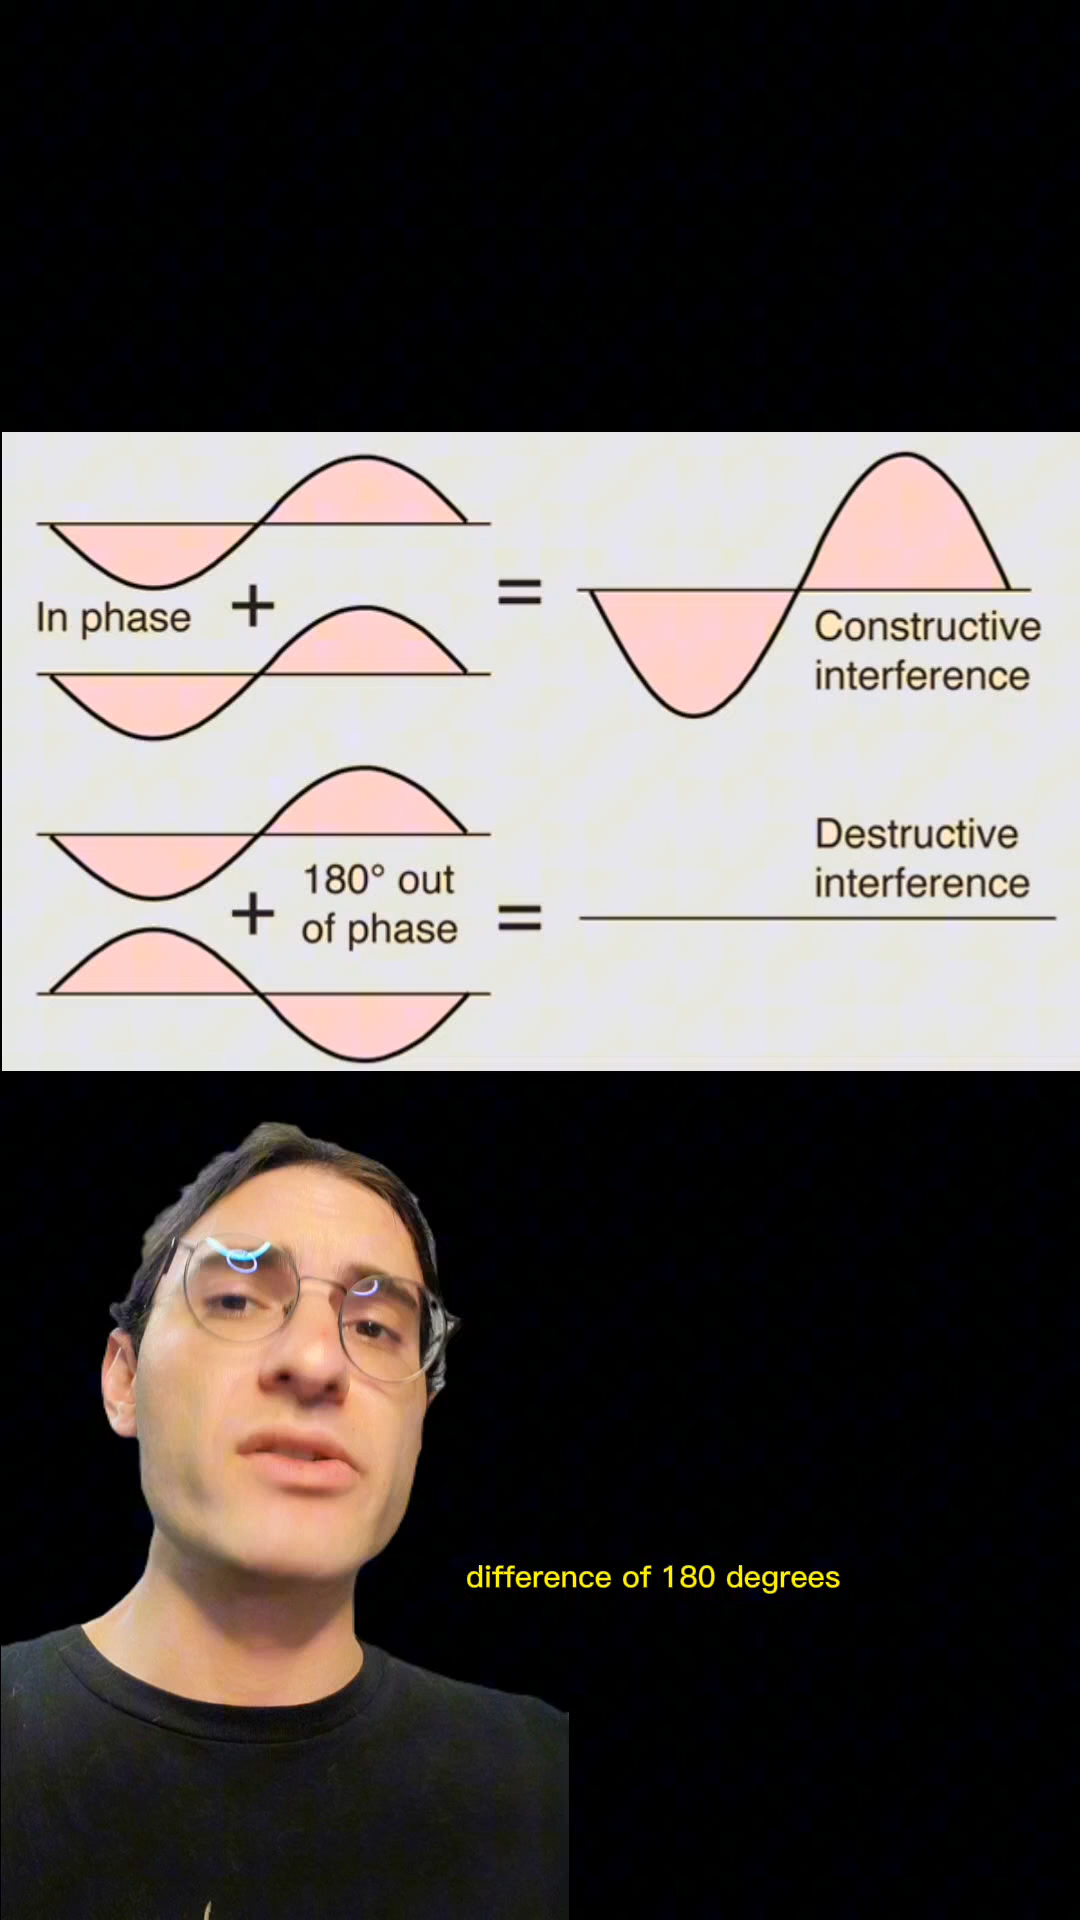 In phase
+
=
Constructive
interference
180° out
of phase
+
=
Destructive
interference
difference of 180 degrees